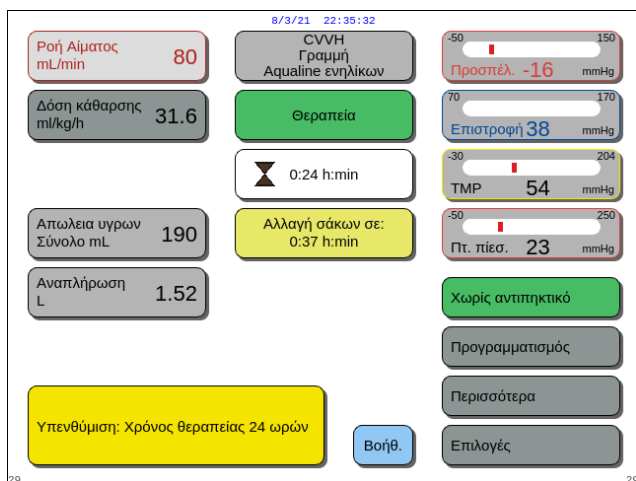 8/3/21 22:35:32
Ροή Αίματος
mL/min
80
CVVH
Γραμμή
Aqualine ενηλίκων
-50
150
Προσπέλ. -16 mmHg
Δόση κάθαρσης
ml/kg/h
31.6
Θεραπεία
70
170
Επιστροφή 38 mmHg
0:24 h:min
-30
204
TMP 54 mmHg
Απωλεια υγρων
Σύνολο mL
190
Αλλαγή σάκων σε:
0:37 h:min
-50
250
Πτ. πίεσ. 23 mmHg
Αναπλήρωση
L
1.52
Χωρίς αντιπηκτικό
Προγραμματισμός
Περισσότερα
Υπενθύμιση: Χρόνος θεραπείας 24 ωρών
Βοήθ.
Επιλογές
29
29